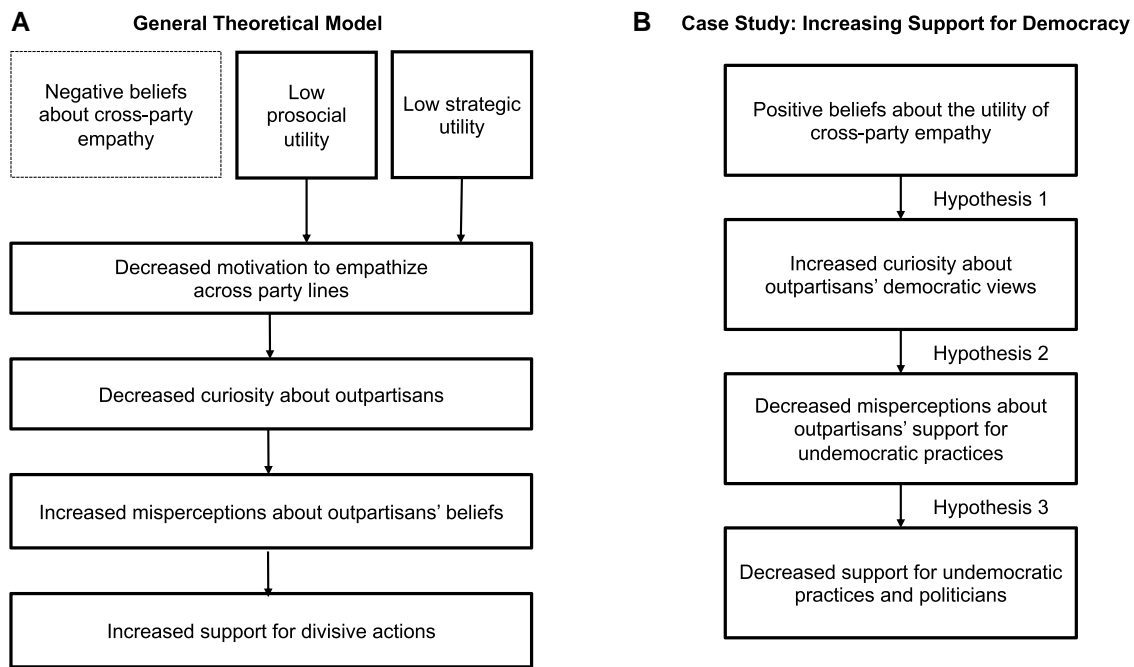 A
General Theoretical Model
Negative beliefs
about cross-party
empathy
Low
prosocial
utility
Low strategic
utility
Decreased motivation to empathize
across party lines
Decreased curiosity about outpartisans
Increased misperceptions about outpartisans’ beliefs
Increased support for divisive actions
B
Case Study: Increasing Support for Democracy
Positive beliefs about the utility of
cross-party empathy
Hypothesis 1
Increased curiosity about
outpartisans’ democratic views
Hypothesis 2
Decreased misperceptions about
outpartisans’ support for
undemocratic practices
Hypothesis 3
Decreased support for undemocratic
practices and politicians